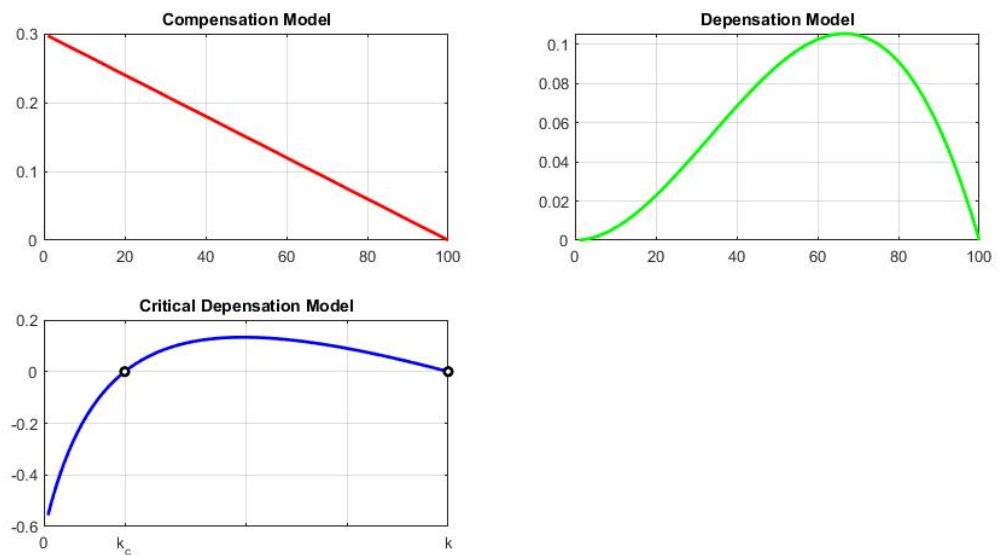 Compensation Model
0.3
0.2
0.1
0
0 20 40 60 80 100
Depensation Model
0.1
0.08
0.06
0.04
0.02
0
0 20 40 60 80 100
Critical Depensation Model
0.2
0
-0.2
-0.4
-0.6
0 k_c k